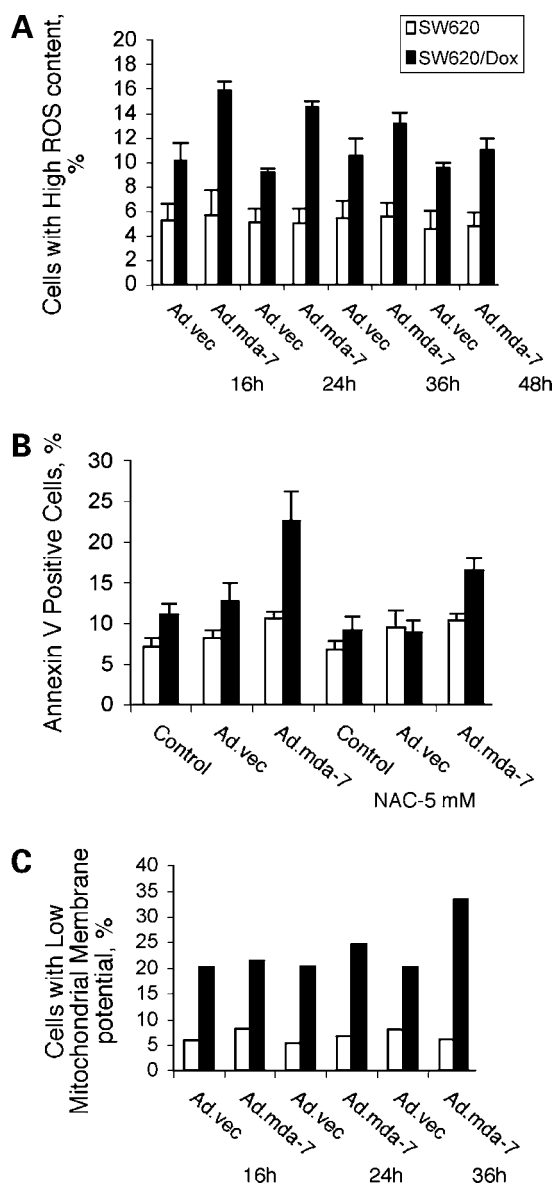 A
SW620
SW620/Dox
Cells with High ROS content,
%
20
18
16
14
12
10
8
6
4
2
0
Ad.vec
Ad.mda-7
Ad.vec
Ad.mda-7
Ad.vec
Ad.mda-7
Ad.vec
Ad.mda-7
16h
24h
36h
48h
B
Annexin V Positive Cells, %
30
25
20
15
10
5
0
Control
Ad.vec
Ad.mda-7
Control
Ad.vec
Ad.mda-7
NAC-5 mM
C
Cells with Low
Mitochondrial Membrane
potential, %
40
35
30
25
20
15
10
5
0
Ad.vec
Ad.mda-7
Ad.vec
Ad.mda-7
Ad.vec
Ad.mda-7
16h
24h
36h